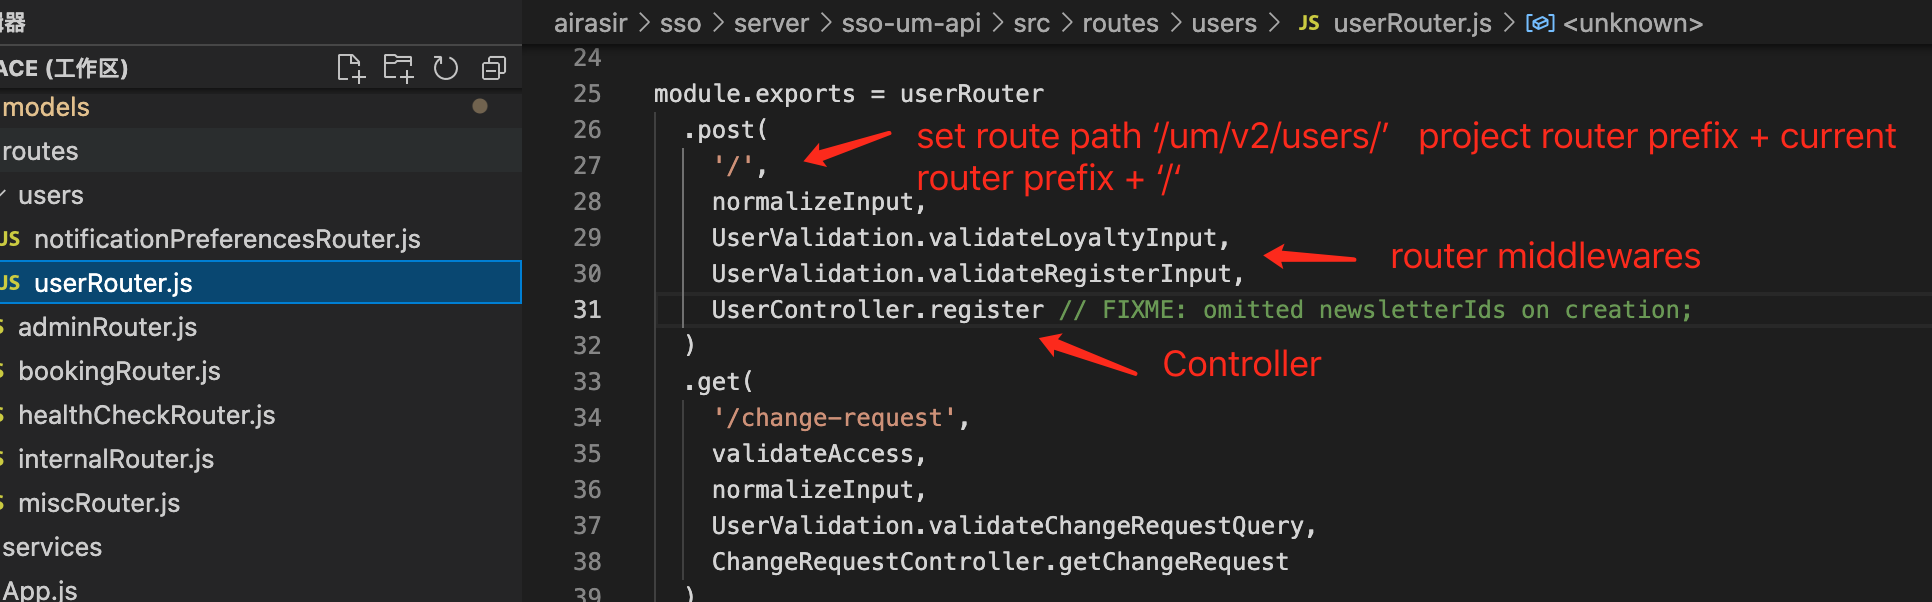 airasir > sso > server > sso-um-api > src > routes > users > JS userRouter.js > <unknown>
ACE (工作区)
models
routes
users
JS notificationPreferencesRouter.js
JS userRouter.js
adminRouter.js
bookingRouter.js
healthCheckRouter.js
internalRouter.js
miscRouter.js
services
App.js
24
25 module.exports = userRouter
26 .post(
27 '/',
28 normalizeInput,
29 UserValidation.validateLoyaltyInput,
30 UserValidation.validateRegisterInput,
31 UserController.register // FIXME: omitted newsletterIds on creation;
32 )
33 .get(
34 '/change-request',
35 validateAccess,
36 normalizeInput,
37 UserValidation.validateChangeRequestQuery,
38 ChangeRequestController.getChangeRequest
39 )
set route path ‘/um/v2/users/’ project router prefix + current
router prefix + ‘/‘
router middlewares
Controller